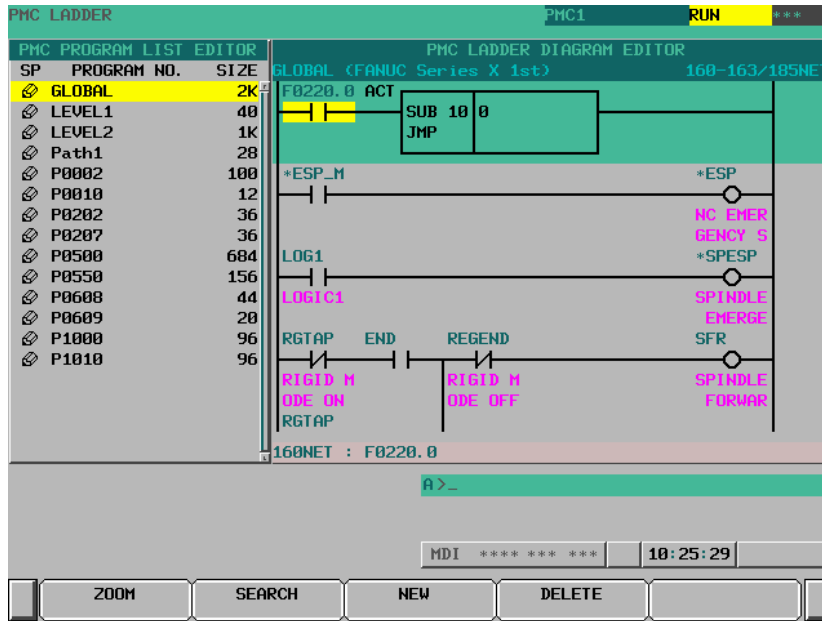 PMC LADDER PMC1 RUN ***
PMC PROGRAM LIST EDITOR
SP PROGRAM NO. SIZE
GLOBAL 2K
LEVEL1 40
LEVEL2 1K
Path1 28
P0002 100
P0010 12
P0202 36
P0207 36
P0500 684
P0550 156
P0608 44
P0609 20
P1000 96
P1010 96
PMC LADDER DIAGRAM EDITOR
GLOBAL (FANUC Series X 1st) 160-163/185NE
F0220.0 ACT
SUB 10 0
JMP
*ESP_M *ESP
NC EMER
GENCY S
LOG1 *SPESP
LOGIC1 SPINDLE
EMERGE
RGTAP END REGEND SFR
RIGID M RIGID M SPINDLE
ODE ON ODE OFF FORWAR
RGTAP
160NET : F0220.0
A>_
MDI **** *** *** 10:25:29
ZOOM SEARCH NEW DELETE